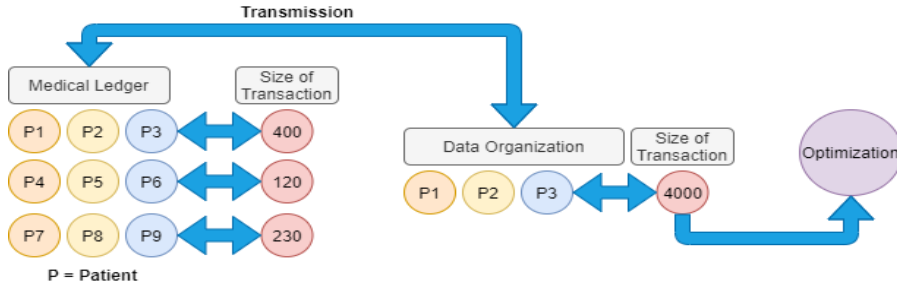 Transmission
Medical Ledger
Size of
Transaction
P1 P2 P3 400
P4 P5 P6 120
P7 P8 P9 230
P = Patient
Data Organization
Size of
Transaction
P1 P2 P3 4000
Optimization